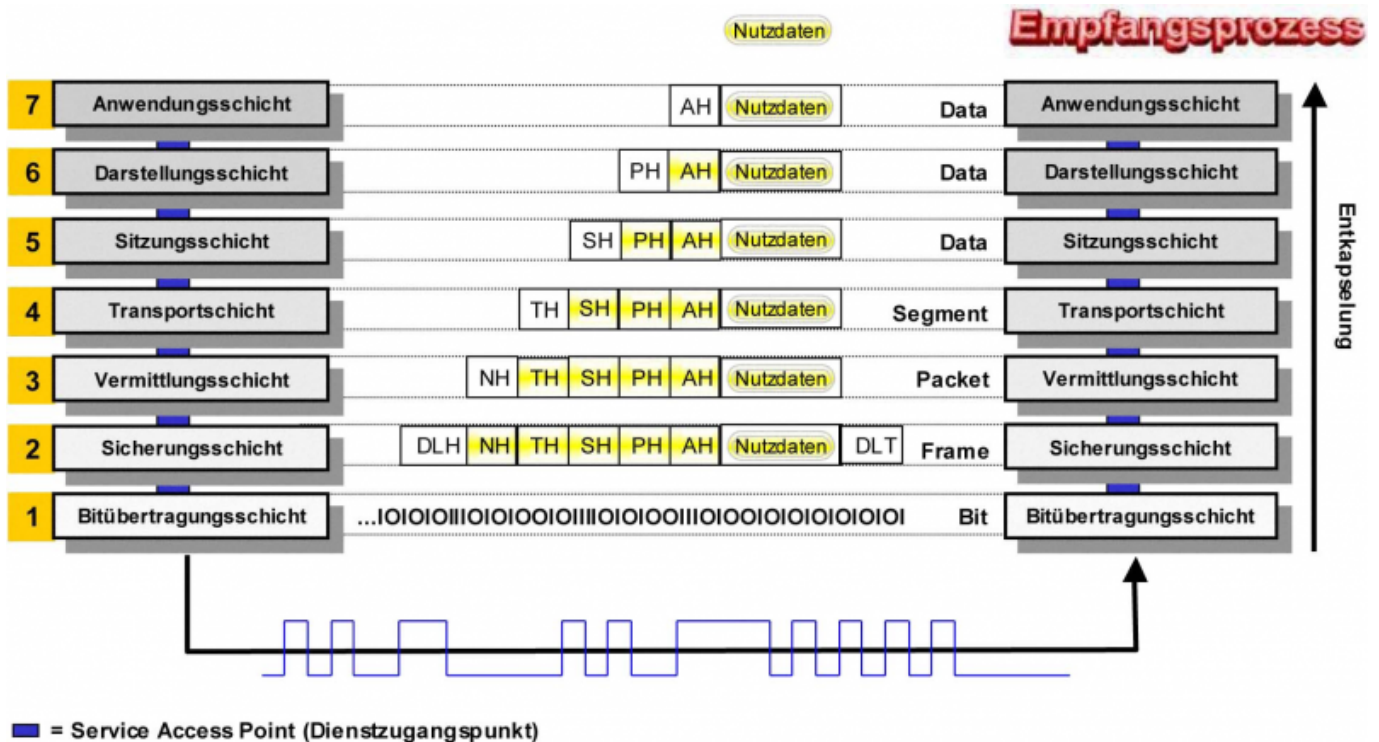 Nutzdaten
Empfangsprozess
7 Anwendungsschicht AH Nutzdaten Data Anwendungsschicht
6 Darstellungsschicht PH AH Nutzdaten Data Darstellungsschicht
5 Sitzungsschicht SH PH AH Nutzdaten Data Sitzungsschicht
4 Transportschicht TH SH PH AH Nutzdaten Segment Transportschicht
3 Vermittlungsschicht NH TH SH PH AH Nutzdaten Packet Vermittlungsschicht
2 Sicherungsschicht DLH NH TH SH PH AH Nutzdaten DLT Frame Sicherungsschicht
1 Bitübertragungsschicht Bit Bitübertragungsschicht
Entkapselung
= Service Access Point (Dienstzugangspunkt)